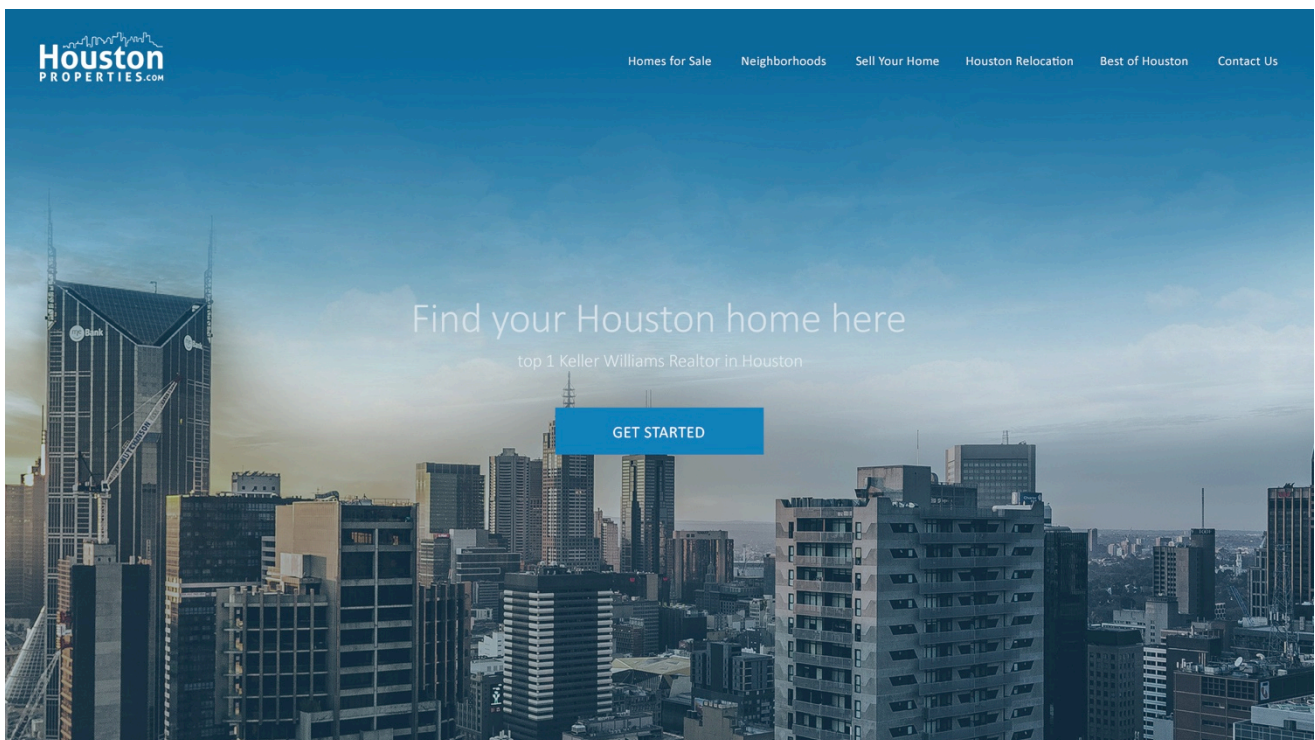 Houston
PROPERTIES.COM
Homes for Sale
Neighborhoods
Sell Your Home
Houston Relocation
Best of Houston
Contact Us
Find your Houston home here
top 1 Keller Williams Realtor in Houston
GET STARTED
Bank